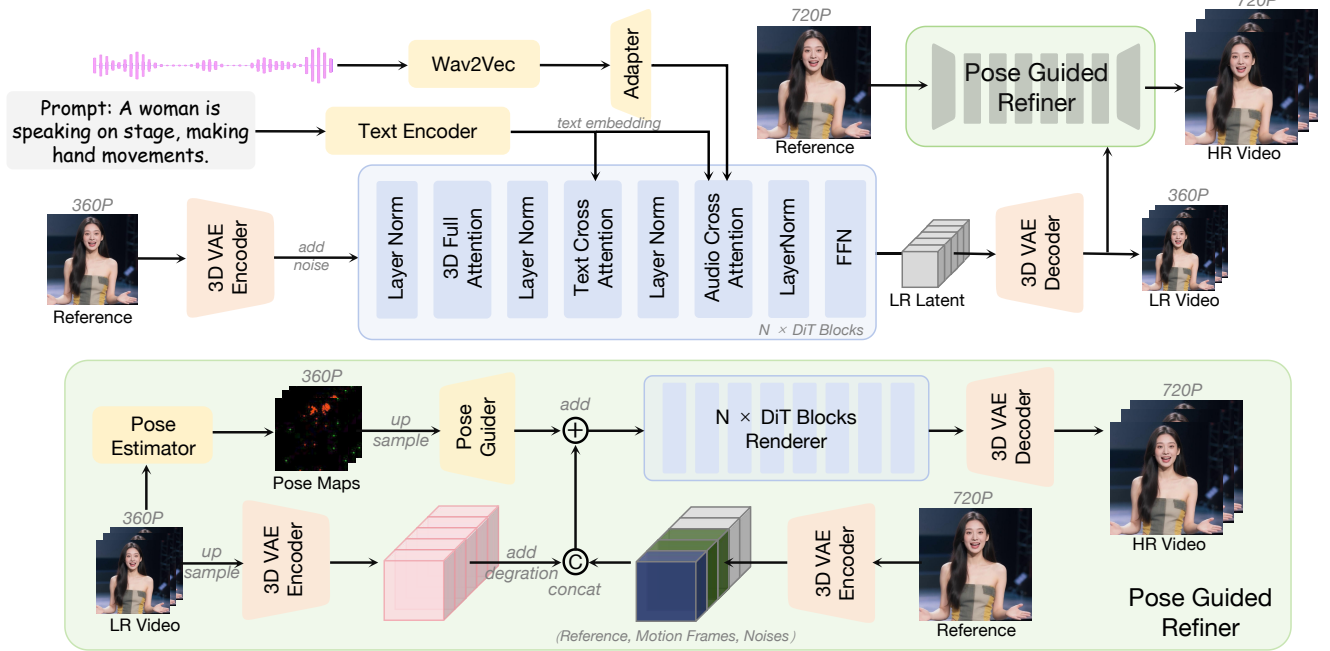 720P
720P
Wav2Vec
Adapter
Prompt: A woman is
speaking on stage, making
hand movements.
Text Encoder
text embedding
Reference
Pose Guided
Refiner
HR Video
360P
Reference
3D VAE
Encoder
add
noise
Layer Norm
3D Full
Attention
Layer Norm
Text Cross
Attention
Layer Norm
Audio Cross
Attention
LayerNorm
FFN
N × DiT Blocks
LR Latent
3D VAE
Decoder
360P
LR Video
Pose
Estimator
360P
Pose Maps
up
sample
Pose
Guider
add
N × DiT Blocks
Renderer
3D VAE
Decoder
720P
HR Video
360P
LR Video
up
sample
3D VAE
Encoder
add
degration
C
concat
(Reference, Motion Frames, Noises)
3D VAE
Encoder
720P
Reference
Pose Guided
Refiner